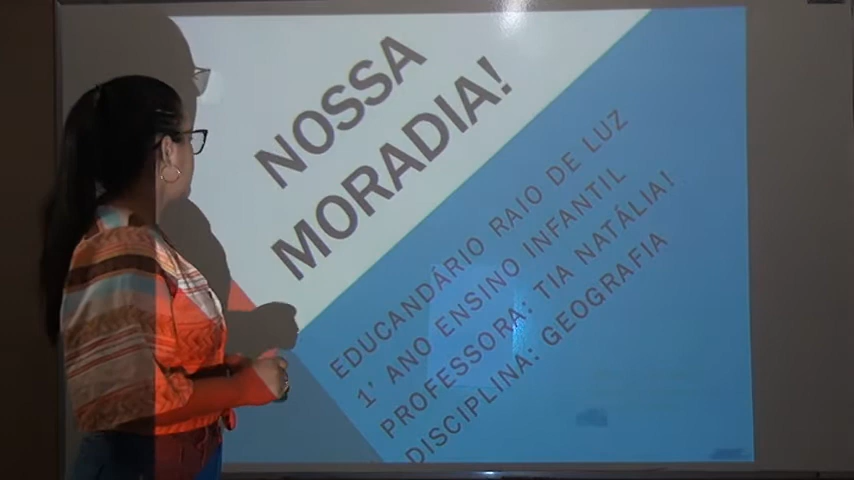 NOSSA
MORADIA!
EDUCANDÁRIO RAIO DE LUZ
1' ANO ENSINO INFANTIL
PROFESSORA: TIA NATÁLIA!
DISCIPLINA: GEOGRAFIA